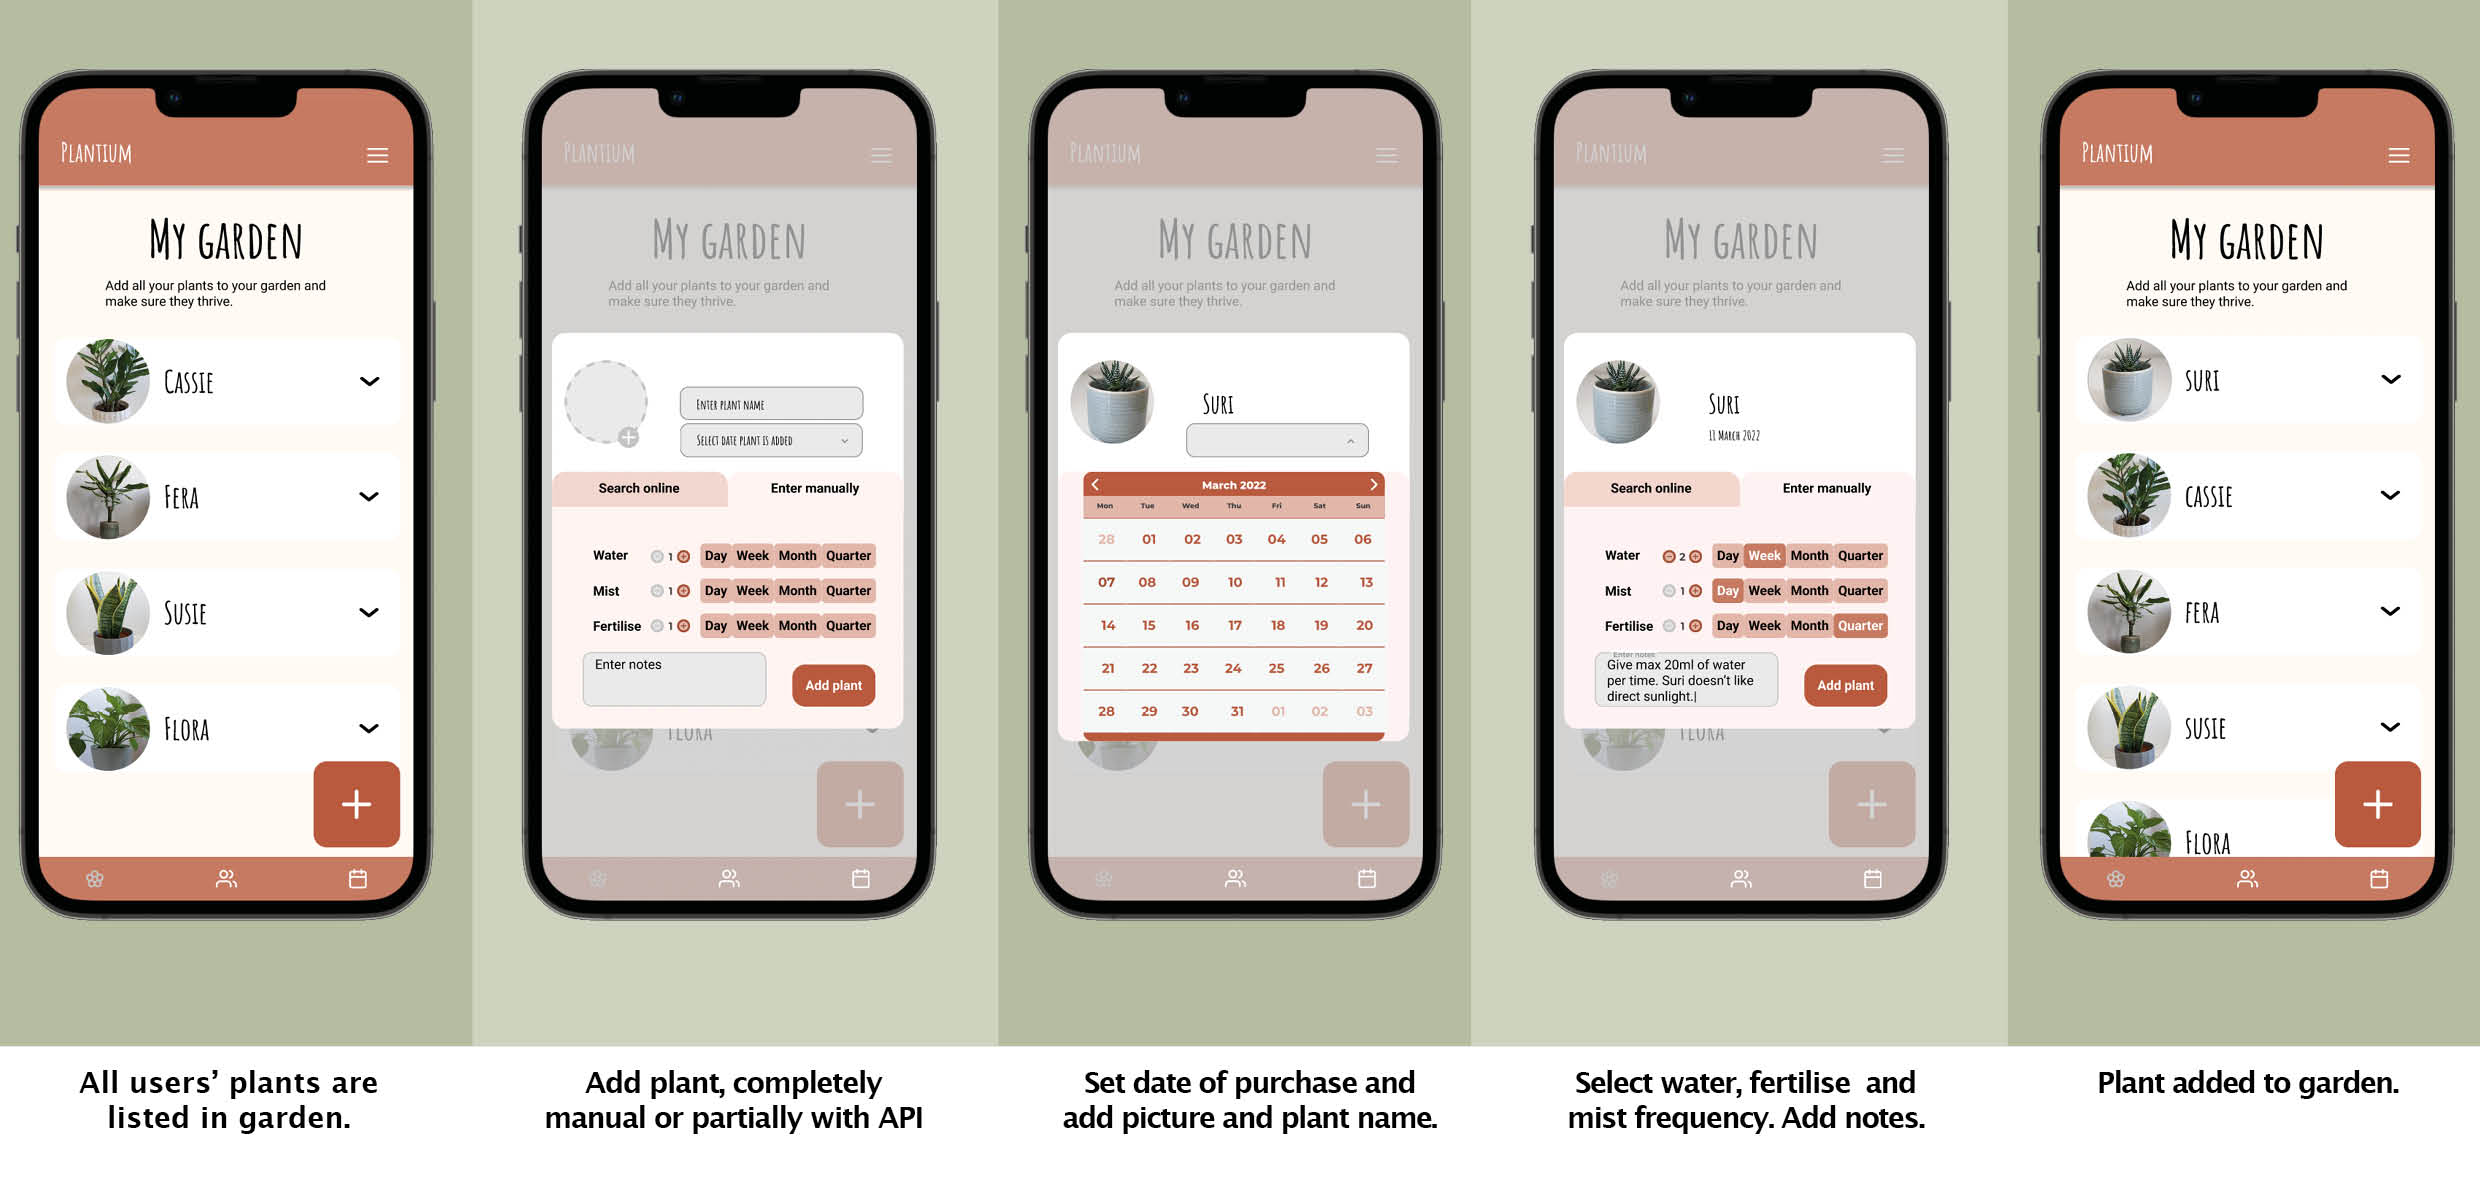 PLANTIUM
MY GARDEN
Add all your plants to your garden and
make sure they thrive.
CASSIE
FERA
SUSIE
FLORA
All users’ plants are
listed in garden.
PLANTIUM
MY GARDEN
Add all your plants to your garden and
make sure they thrive.
ENTER PLANT NAME
SELECT DATE PLANT IS ADDED
Search online Enter manually
Water 1 Day Week Month Quarter
Mist 1 Day Week Month Quarter
Fertilise 1 Day Week Month Quarter
Enter notes
Add plant
FLORA
Add plant, completely
manual or partially with API
PLANTIUM
MY GARDEN
Add all your plants to your garden and
make sure they thrive.
SURI
March 2022
Mon Tue Wed Thu Fri Sat Sun
28 01 02 03 04 05 06
07 08 09 10 11 12 13
14 15 16 17 18 19 20
21 22 23 24 25 26 27
28 29 30 31 01 02 03
Set date of purchase and
add picture and plant name.
PLANTIUM
MY GARDEN
Add all your plants to your garden and
make sure they thrive.
SURI
11 MARCH 2022
Search online Enter manually
Water 2 Day Week Month Quarter
Mist 1 Day Week Month Quarter
Fertilise 1 Day Week Month Quarter
Enter notes
Give max 20ml of water
per time. Suri doesn’t like
direct sunlight.
Add plant
FLORA
Select water, fertilise and
mist frequency. Add notes.
PLANTIUM
MY GARDEN
Add all your plants to your garden and
make sure they thrive.
SURI
CASSIE
FERA
SUSIE
FLORA
Plant added to garden.